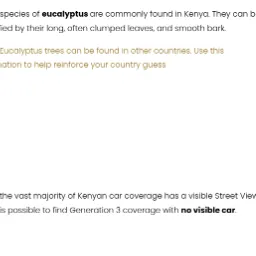 species of eucalyptus are commonly found in Kenya. They can b
fied by their long, often clumped leaves, and smooth bark.
Eucalyptus trees can be found in other countries. Use this
ation to help reinforce your country guess
the vast majority of Kenyan car coverage has a visible Street View
is possible to find Generation 3 coverage with no visible car.